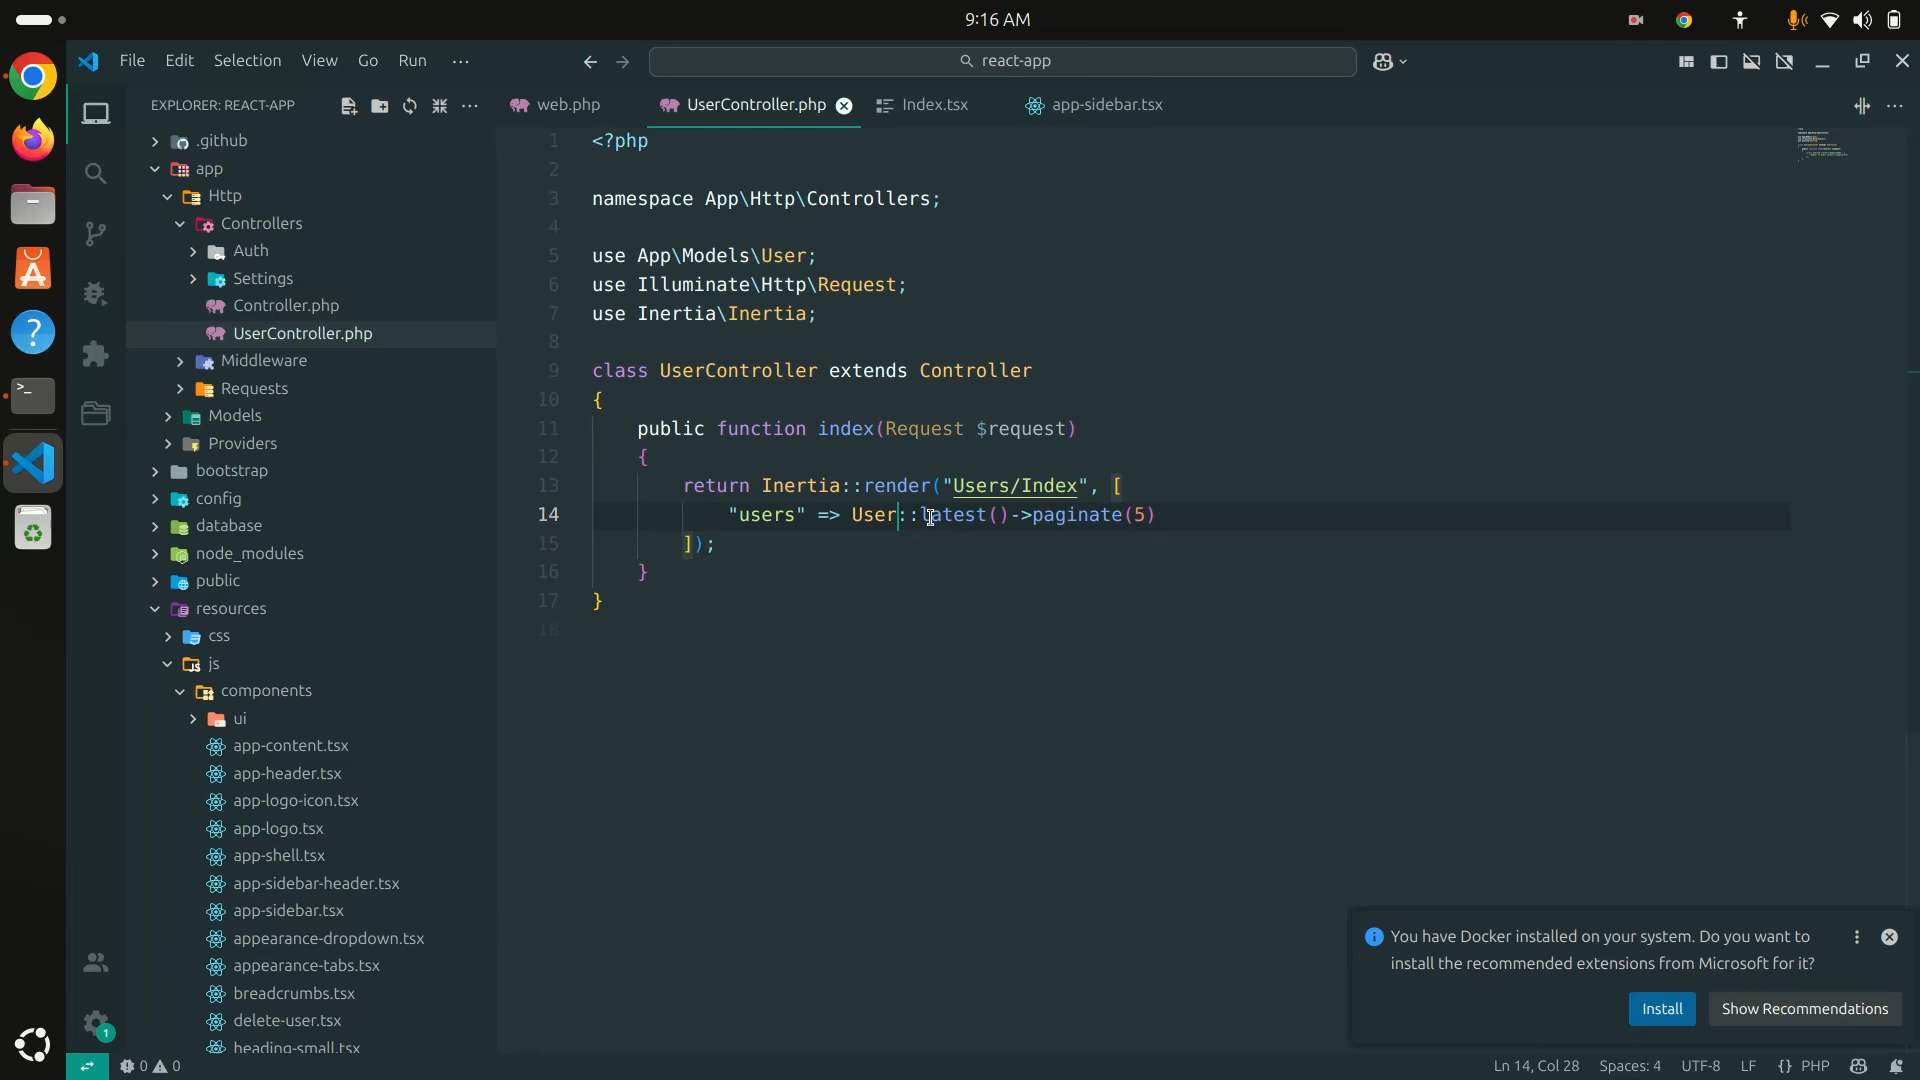 9:16 AM
File Edit Selection View Go Run ···
react-app
EXPLORER: REACT-APP
web.php
UserController.php
Index.tsx
app-sidebar.tsx
.github
app
Http
Controllers
Auth
Settings
Controller.php
UserController.php
Middleware
Requests
Models
Providers
bootstrap
config
database
node_modules
public
resources
css
JS js
components
ui
app-content.tsx
app-header.tsx
app-logo-icon.tsx
app-logo.tsx
app-shell.tsx
app-sidebar-header.tsx
app-sidebar.tsx
appearance-dropdown.tsx
appearance-tabs.tsx
breadcrumbs.tsx
delete-user.tsx
heading-small.tsx
1 <?php
2
3 namespace App\Http\Controllers;
4
5 use App\Models\User;
6 use Illuminate\Http\Request;
7 use Inertia\Inertia;
8
9 class UserController extends Controller
10 {
11 public function index(Request $request)
12 {
13 return Inertia::render("Users/Index", [
14 "users" => User::latest()->paginate(5)
15 ]);
16 }
17 }
18
You have Docker installed on your system. Do you want to
install the recommended extensions from Microsoft for it?
Install
Show Recommendations
1
0 0
Ln 14, Col 28
Spaces: 4
UTF-8
LF
{} PHP